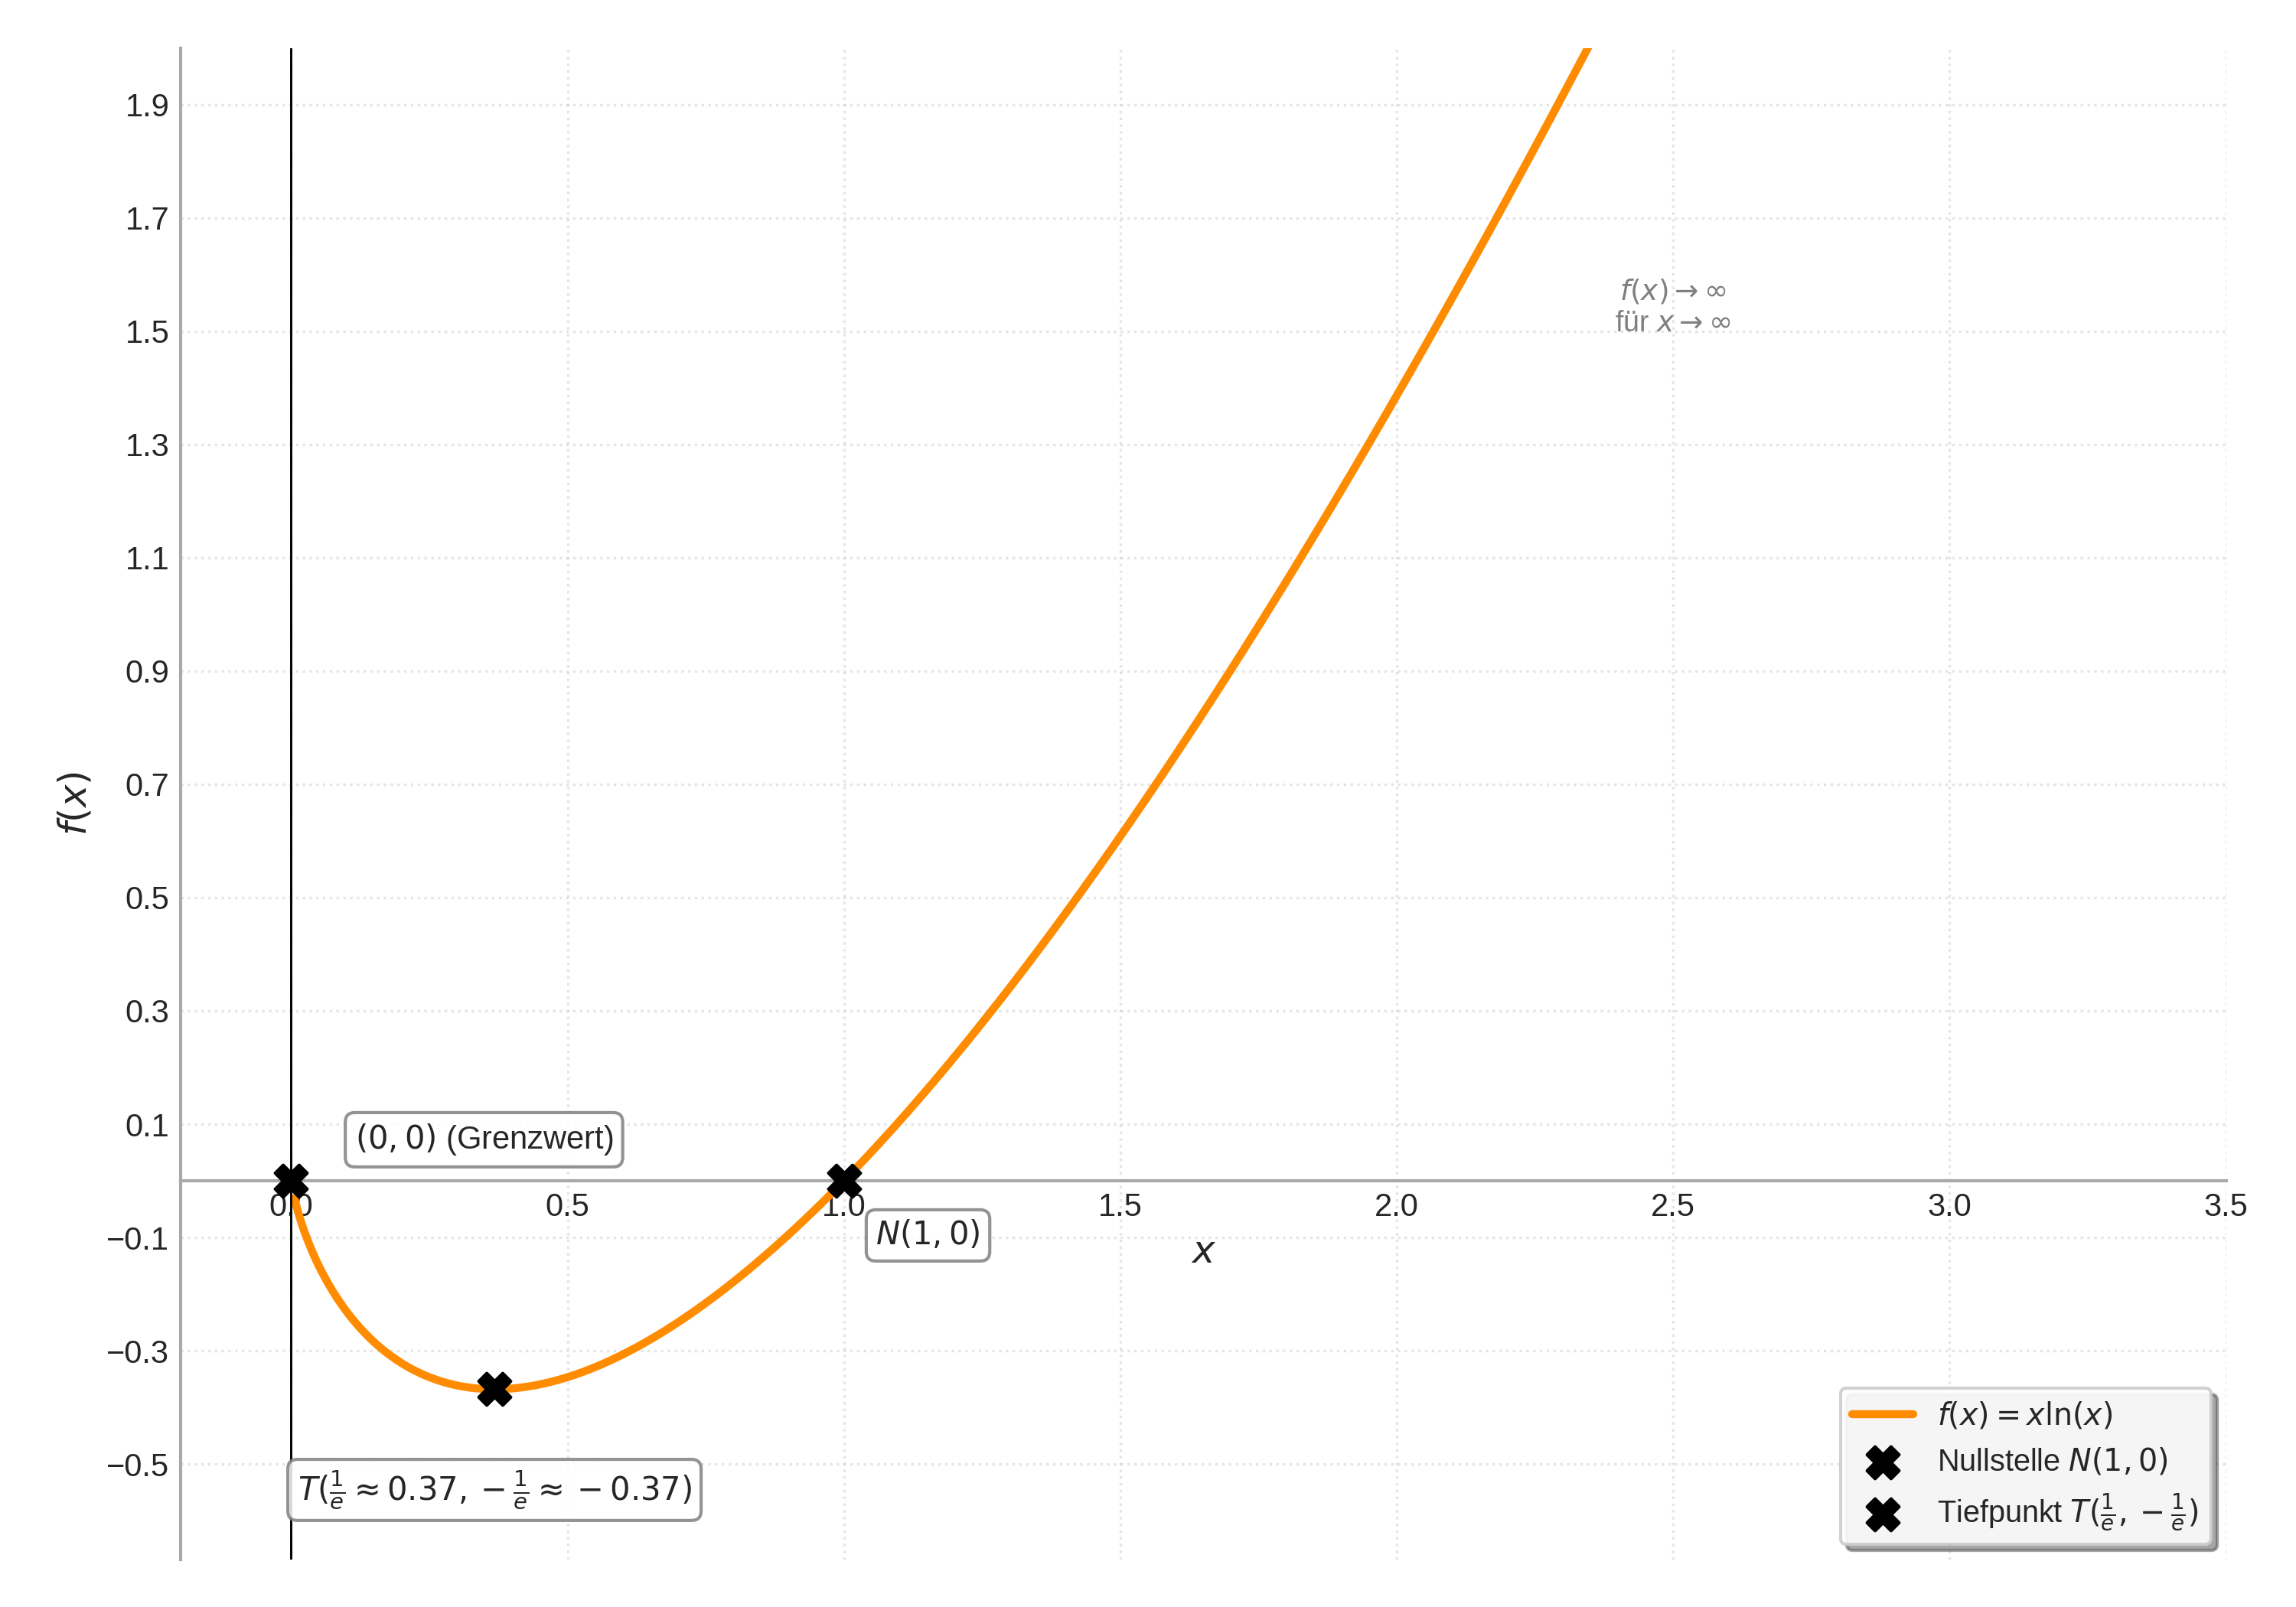 1.9
1.7
f(x) → ∞
für x → ∞
1.5
1.3
1.1
0.9
f(x)
0.7
0.5
0.3
0.1
(0, 0) (Grenzwert)
0.0 0.5 1.0 1.5 2.0 2.5 3.0 3.5
N(1, 0)
−0.1
x
−0.3
−0.5
T(1/e ≈ 0.37, −1/e ≈ −0.37)
f(x) = xln(x)
Nullstelle N(1, 0)
Tiefpunkt T(1/e, −1/e)